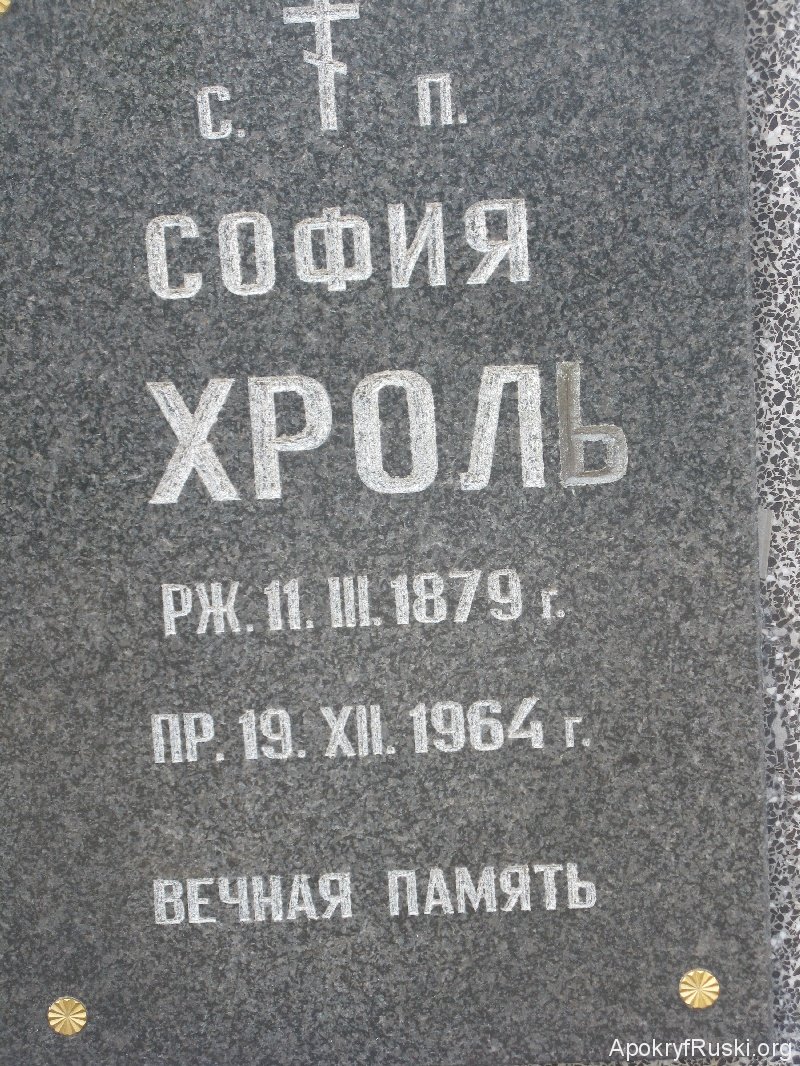 С. П.
СОФИЯ
ХРОЛЬ
РЖ. 11. III. 1879 г.
ПР. 19. XII. 1964 г.
ВЕЧНАЯ ПАМЯТЬ
ApokryfRuski.org